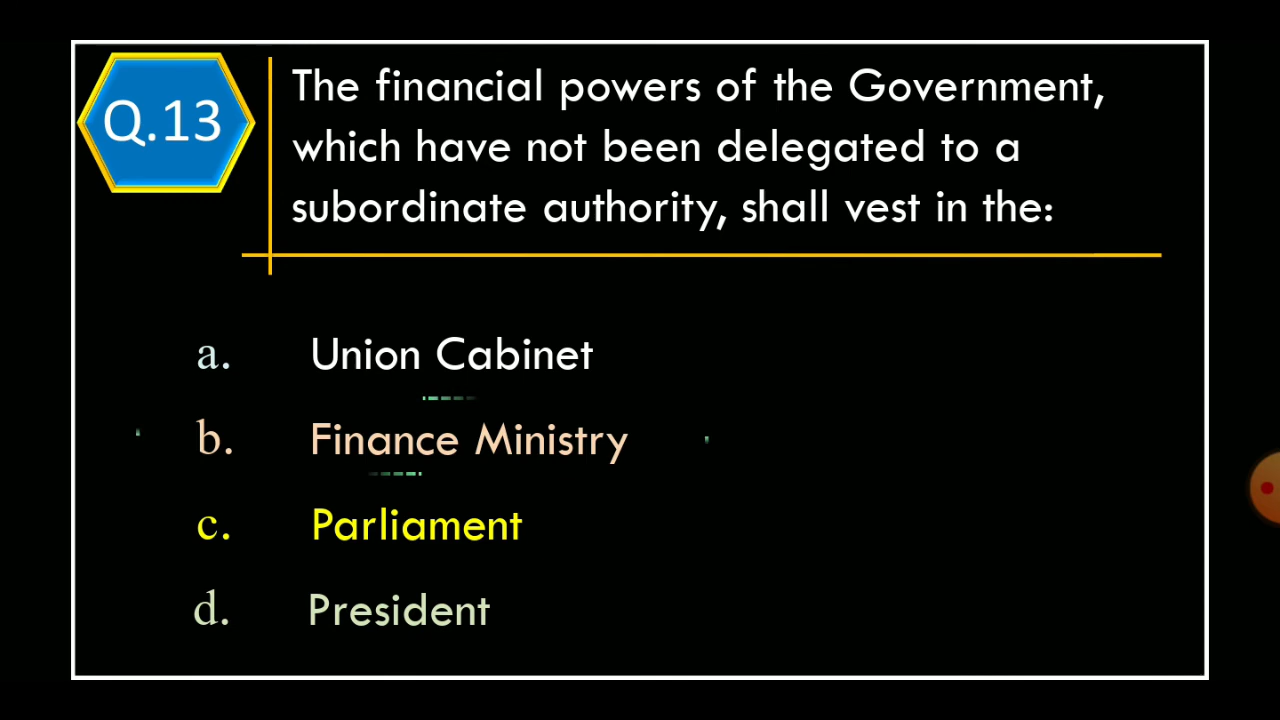 Q.13
The financial powers of the Government,
which have not been delegated to a
subordinate authority, shall vest in the:
a. Union Cabinet
b. Finance Ministry
c. Parliament
d. President